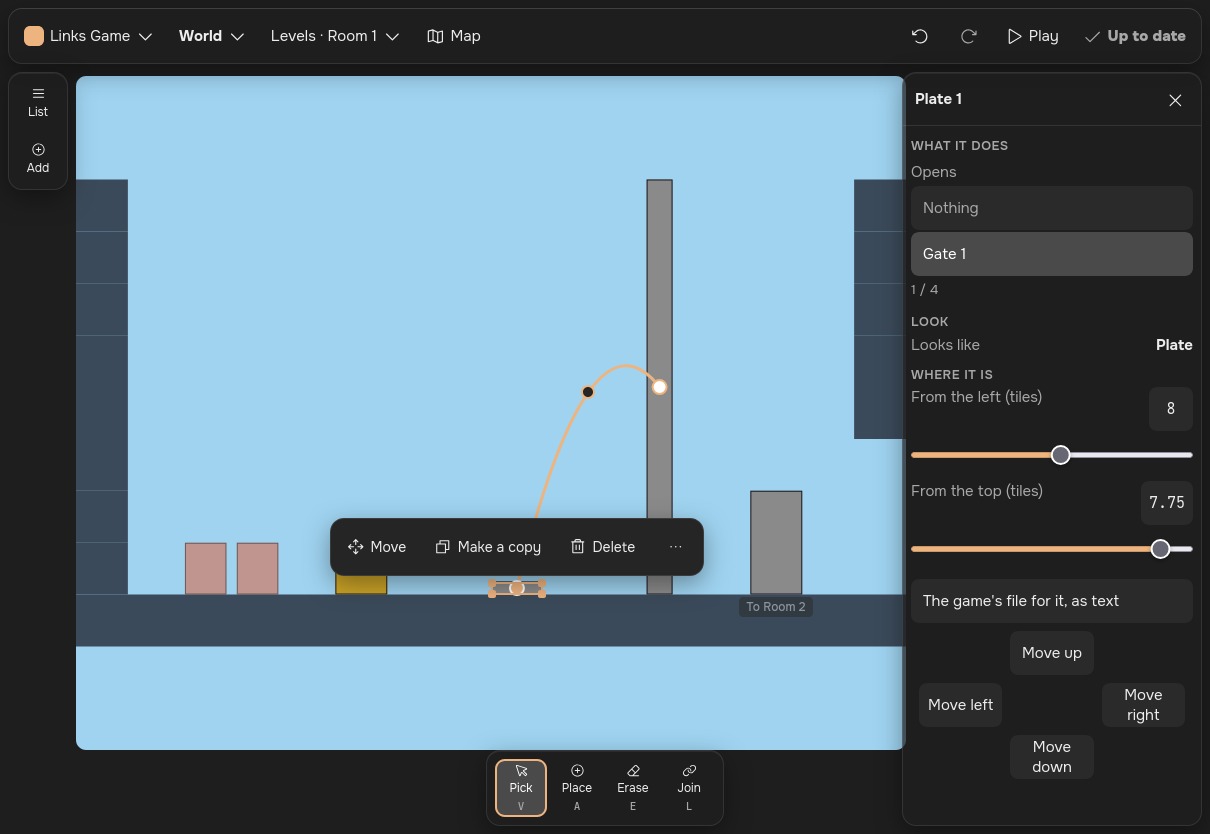 Links Game
World
Levels · Room 1
Map
Play
Up to date
List
Add
Plate 1
WHAT IT DOES
Opens
Nothing
Gate 1
1 / 4
LOOK
Looks like
Plate
WHERE IT IS
From the left (tiles)
8
From the top (tiles)
7.75
The game's file for it, as text
Move up
Move left
Move
right
Move
down
Move
Make a copy
Delete
To Room 2
Pick
V
Place
A
Erase
E
Join
L